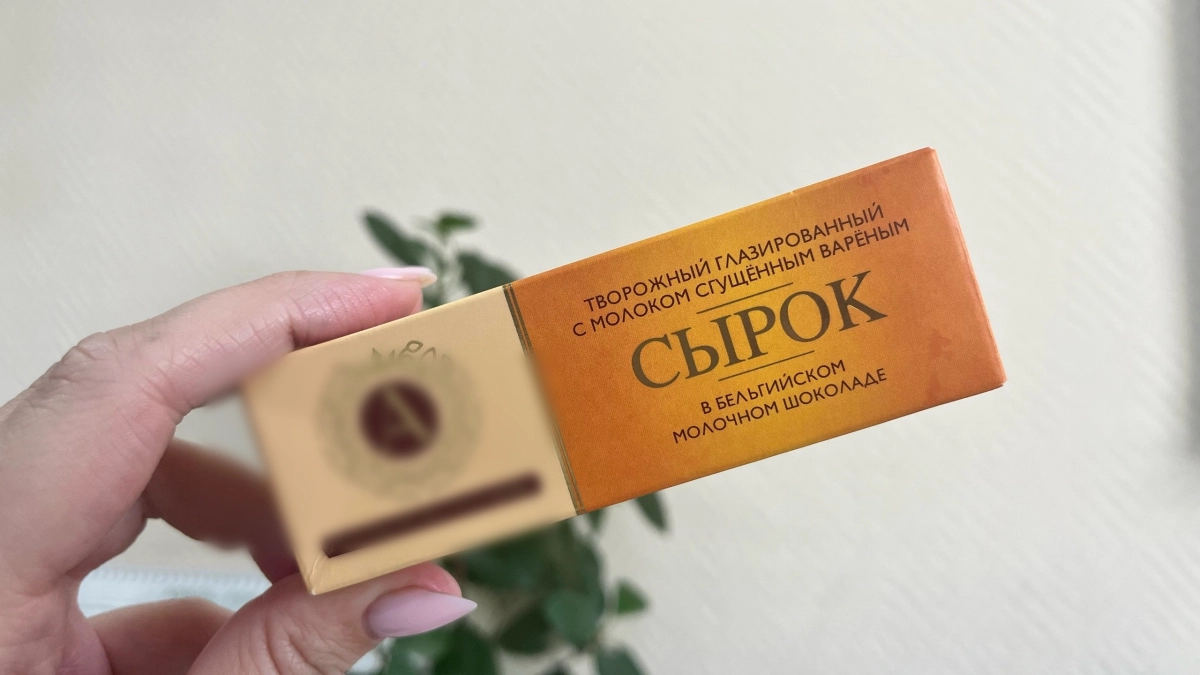 ТВОРОЖНЫЙ ГЛАЗИРОВАННЫЙ
С МОЛОКОМ СГУЩЁННЫМ ВАРЁНЫМ
СЫРОК
В БЕЛЬГИЙСКОМ
МОЛОЧНОМ ШОКОЛАДЕ